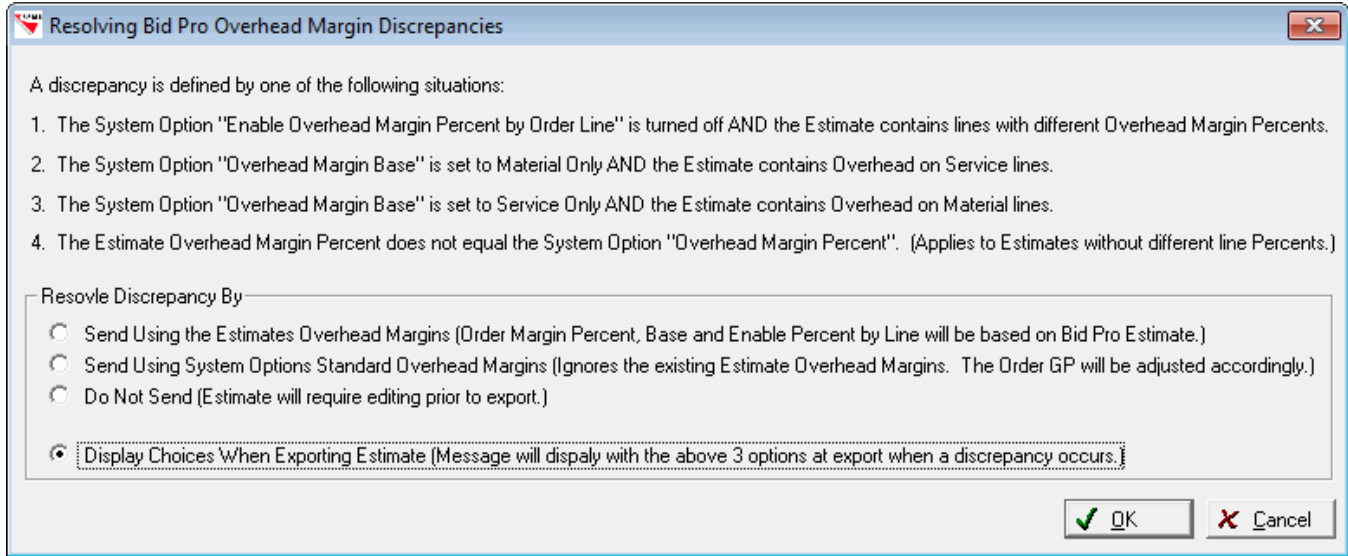 Resolving Bid Pro Overhead Margin Discrepancies
A discrepancy is defined by one of the following situations:
1. The System Option "Enable Overhead Margin Percent by Order Line" is turned off AND the Estimate contains lines with different Overhead Margin Percents.
2. The System Option "Overhead Margin Base" is set to Material Only AND the Estimate contains Overhead on Service lines.
3. The System Option "Overhead Margin Base" is set to Service Only AND the Estimate contains Overhead on Material lines.
4. The Estimate Overhead Margin Percent does not equal the System Option "Overhead Margin Percent". (Applies to Estimates without different line Percents.)
Resovle Discrepancy By
Send Using the Estimates Overhead Margins (Order Margin Percent, Base and Enable Percent by Line will be based on Bid Pro Estimate.)
Send Using System Options Standard Overhead Margins (Ignores the existing Estimate Overhead Margins. The Order GP will be adjusted accordingly.)
Do Not Send (Estimate will require editing prior to export.)
Display Choices When Exporting Estimate (Message will dispaly with the above 3 options at export when a discrepancy occurs.)
OK Cancel